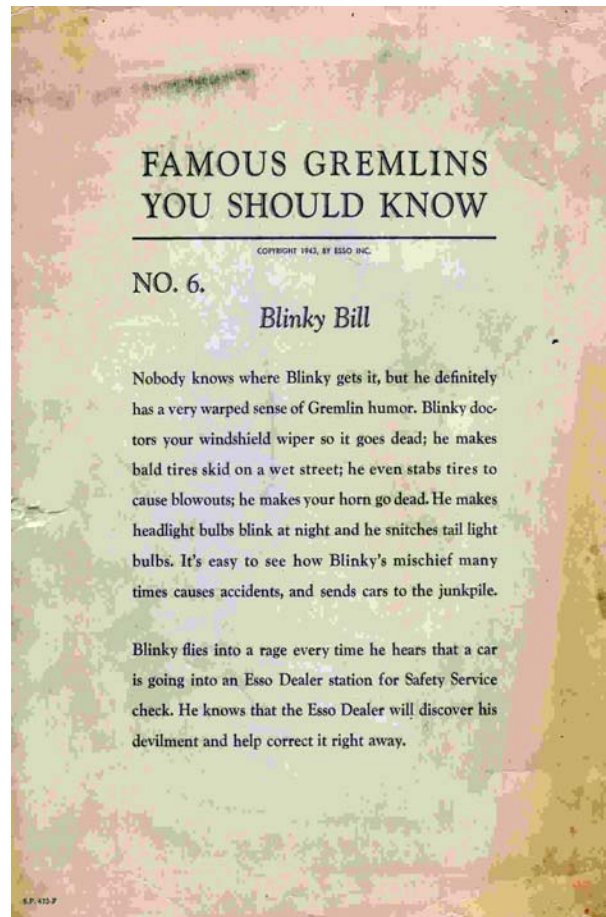 FAMOUS GREMLINS
YOU SHOULD KNOW
COPYRIGHT 1943, BY ESSO INC.
NO. 6.
Blinky Bill
Nobody knows where Blinky gets it, but he definitely
has a very warped sense of Gremlin humor. Blinky doc-
tors your windshield wiper so it goes dead; he makes
bald tires skid on a wet street; he even stabs tires to
cause blowouts; he makes your horn go dead. He makes
headlight bulbs blink at night and he snitches tail light
bulbs. It's easy to see how Blinky's mischief many
times causes accidents, and sends cars to the junkpile.
Blinky flies into a rage every time he hears that a car
is going into an Esso Dealer station for Safety Service
check. He knows that the Esso Dealer will discover his
devilment and help correct it right away.